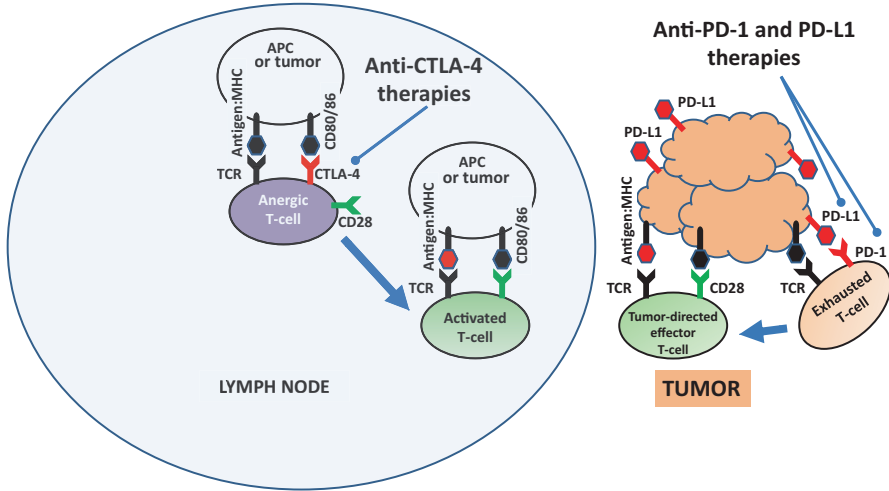 APC
or tumor
Antigen:MHC
CD80/86
TCR
CTLA-4
Anergic
T-cell
CD28
Anti-CTLA-4
therapies
APC
or tumor
Antigen:MHC
CD80/86
TCR
Activated
T-cell
LYMPH NODE
Anti-PD-1 and PD-L1
therapies
PD-L1
PD-L1
Antigen:MHC
PD-L1
PD-1
TCR
CD28
TCR
Tumor-directed
effector
T-cell
Exhausted
T-cell
TUMOR